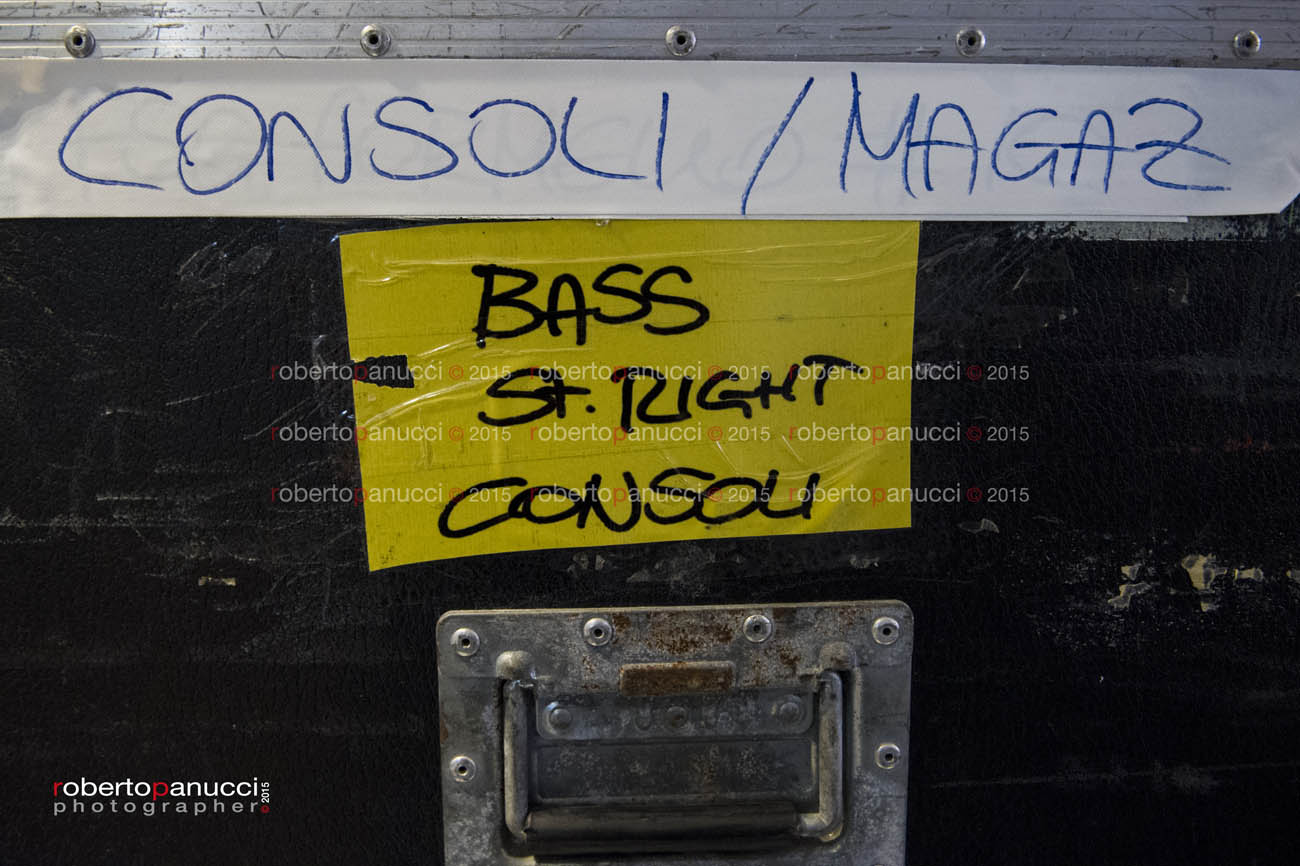 CONSOLI / MAGAZ
BASS
robertopanucci © 2015 robertopanucci © 2015 robertopanucci © 2015
St. RIGHT
robertopanucci © 2015 robertopanucci © 2015 robertopanucci © 2015
robertopanucci © 2015 robertopanucci © 2015 robertopanucci © 2015
CONSOLI
robertopanucci
photographer © 2015